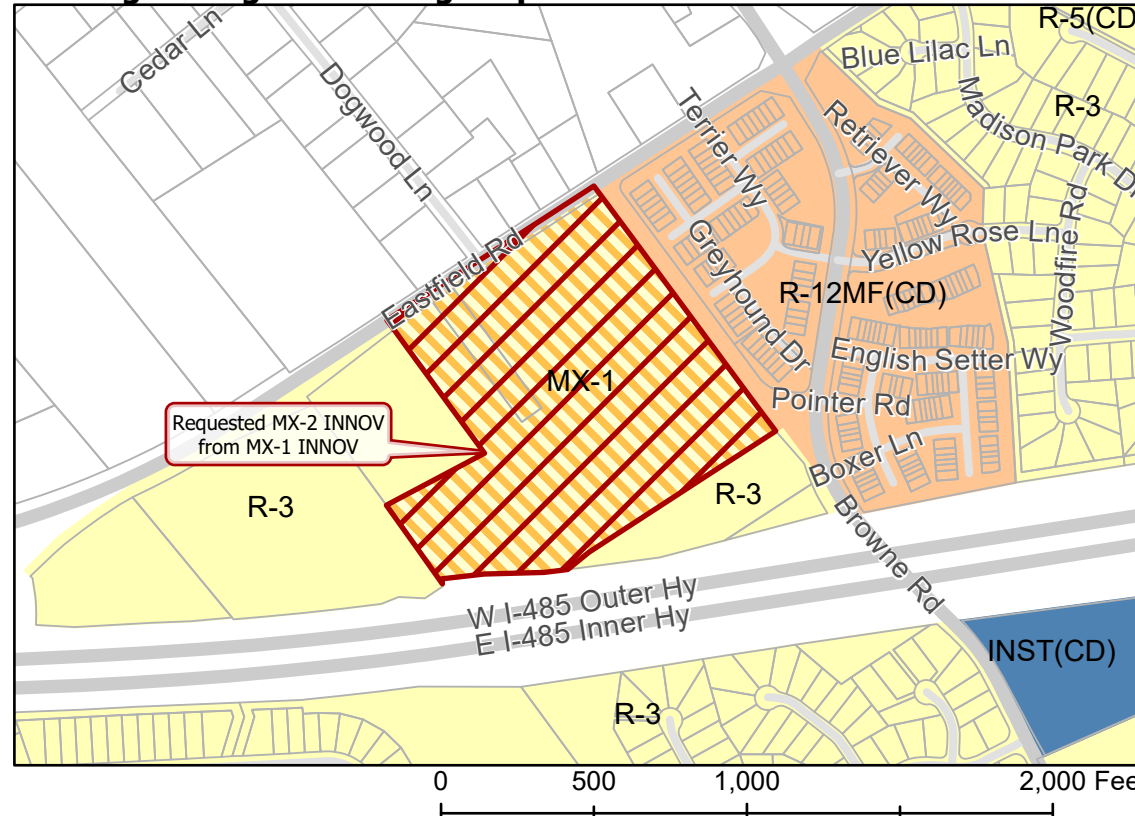 Cedar Ln
Dogwood Ln
Eastfield Rd
Terrier Wy
Greyhound Dr
Retriever Wy
Blue Lilac Ln
R-5(CD
R-3
Madison Park Dr
Woodfire Rd
Yellow Rose Ln
R-12MF(CD)
English Setter Wy
Pointer Rd
Boxer Ln
Browne Rd
MX-1
Requested MX-2 INNOV
from MX-1 INNOV
R-3
R-3
W I-485 Outer Hy
E I-485 Inner Hy
INST(CD)
R-3
0 500 1,000 2,000 Fee